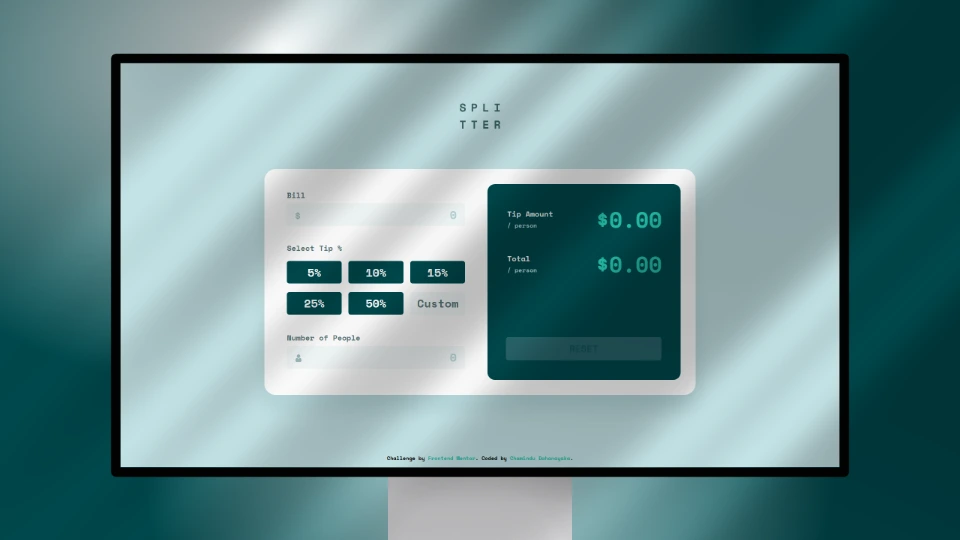 SPLI
TTER
Bill
$ 0
Select Tip %
5% 10% 15%
25% 50% Custom
Number of People
0
Tip Amount
/ person
$0.00
Total
/ person
$0.00
RESET
Challenge by Frontend Mentor. Coded by